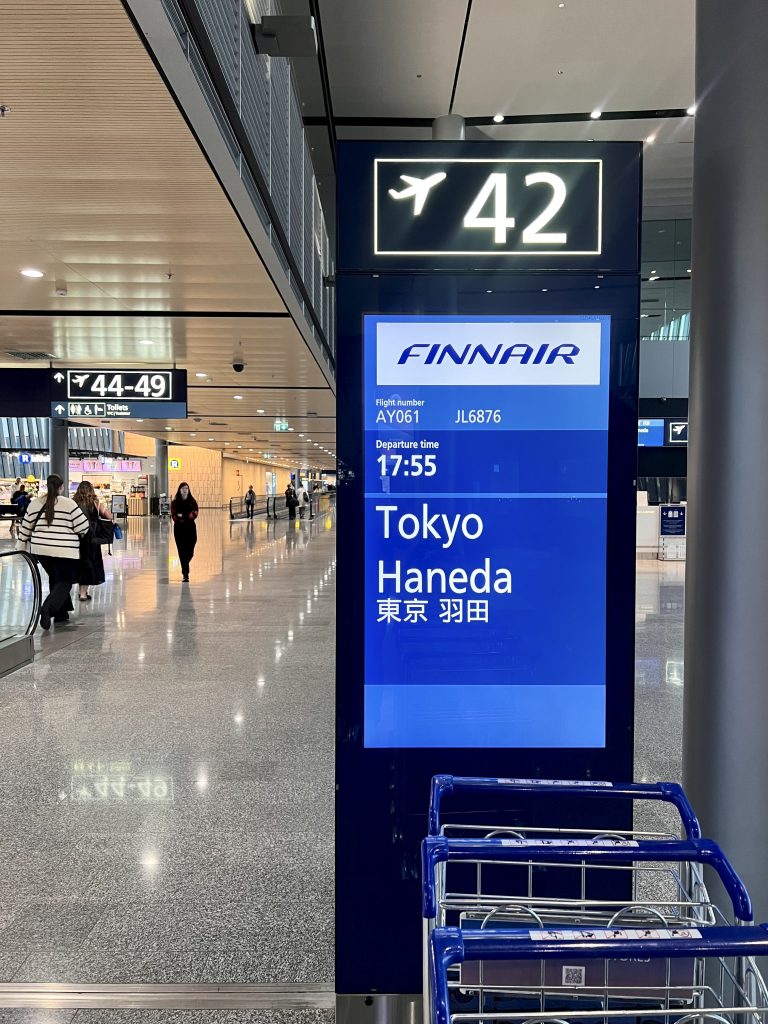 42
FINNAIR
Flight number
AY061 JL6876
Departure time
17:55
Tokyo
Haneda
東京 羽田
44-49
Toilets